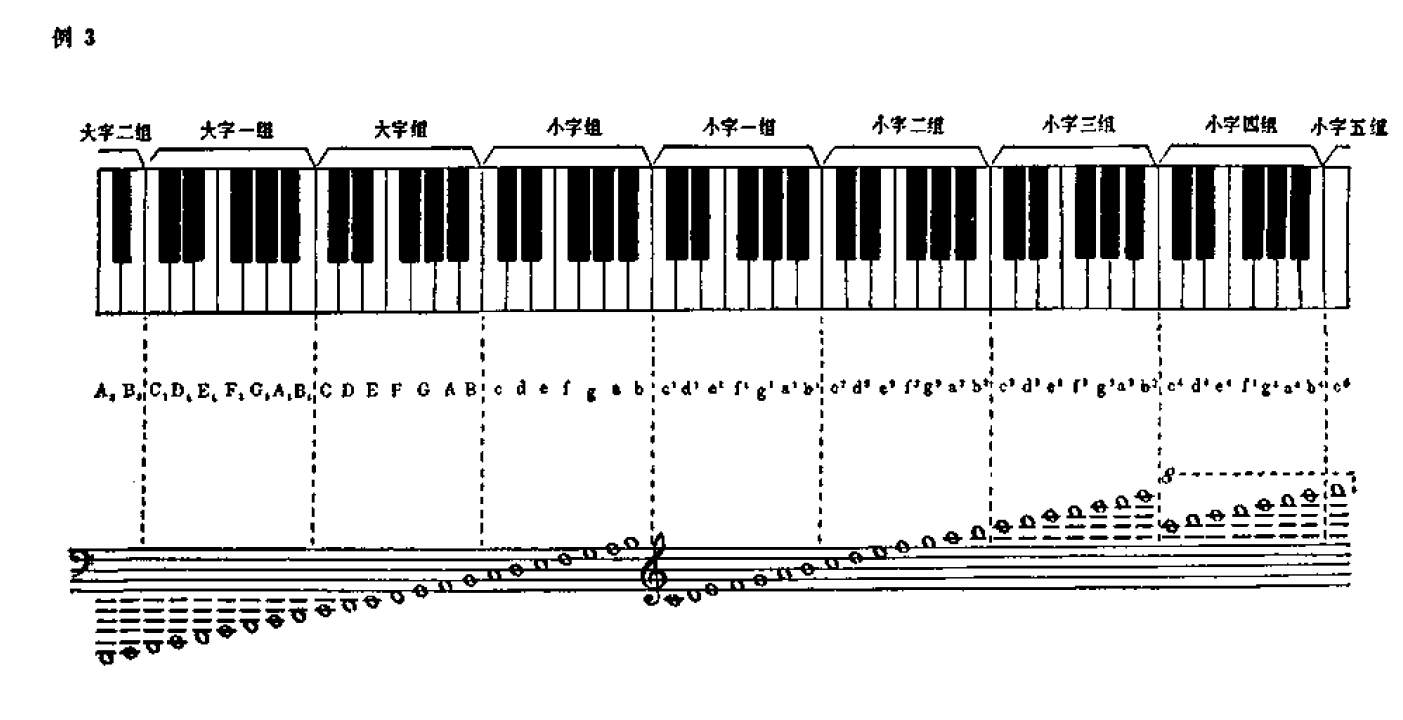 例 3
大字二组 大字一组 大字组 小字组 小字一组 小字二组 小字三组 小字四组 小字五组
A₂ B₂ C₁ D₁ E₁ F₁ G₁ A₁ B₁ C D E F G A B c d e f g a b c¹ d¹ e¹ f¹ g¹ a¹ b¹ c² d² e² f² g² a² b² c³ d³ e³ f³ g³ a³ b³ c⁴ d⁴ e⁴ f⁴ g⁴ a⁴ b⁴ c⁵
8